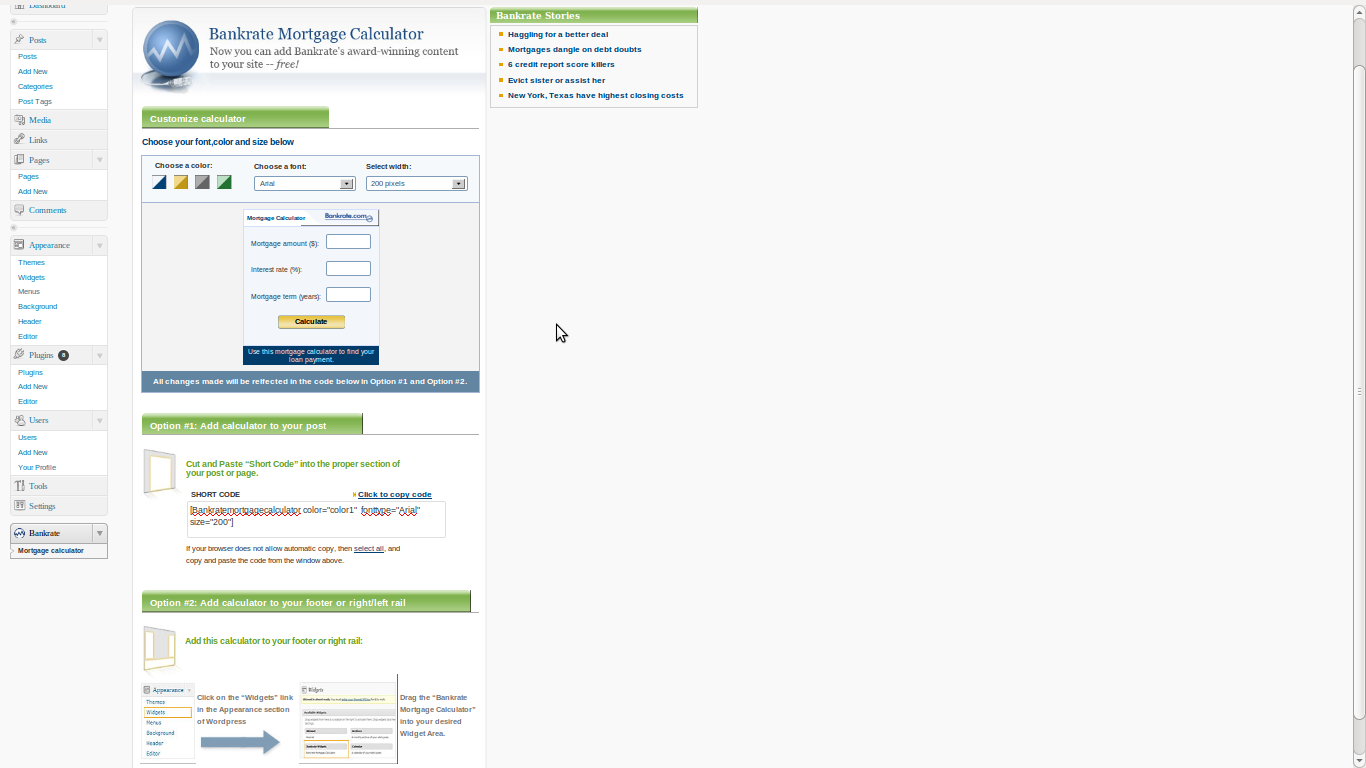 Dashboard
Posts
Posts
Add New
Categories
Post Tags
Media
Links
Pages
Pages
Add New
Comments
Appearance
Themes
Widgets
Menus
Background
Header
Editor
Plugins 8
Plugins
Add New
Editor
Users
Users
Add New
Your Profile
Tools
Settings
Bankrate
Mortgage calculator
Bankrate Mortgage Calculator
Now you can add Bankrate's award-winning content
to your site -- free!
Customize calculator
Choose your font,color and size below
Choose a color:
Choose a font:
Select width:
Arial
200 pixels
Mortgage Calculator
Bankrate.com
Mortgage amount ($):
Interest rate (%):
Mortgage term (years):
Calculate
Use this mortgage calculator to find your
loan payment.
All changes made will be relfected in the code below in Option #1 and Option #2.
Option #1: Add calculator to your post
Cut and Paste “Short Code” into the proper section of
your post or page.
SHORT CODE
Click to copy code
[Bankratemortgagecalculator color="color1" fonttype="Arial"
size="200"]
If your browser does not allow automatic copy, then select all, and
copy and paste the code from the window above.
Option #2: Add calculator to your footer or right/left rail
Add this calculator to your footer or right rail:
Appearance
Themes
Widgets
Menus
Background
Header
Editor
Click on the “Widgets” link
in the Appearance section
of Wordpress
Widgets
Available Widgets
Drag the “Bankrate
Mortgage Calculator”
into your desired
Widget Area.
Bankrate Stories
Haggling for a better deal
Mortgages dangle on debt doubts
6 credit report score killers
Evict sister or assist her
New York, Texas have highest closing costs